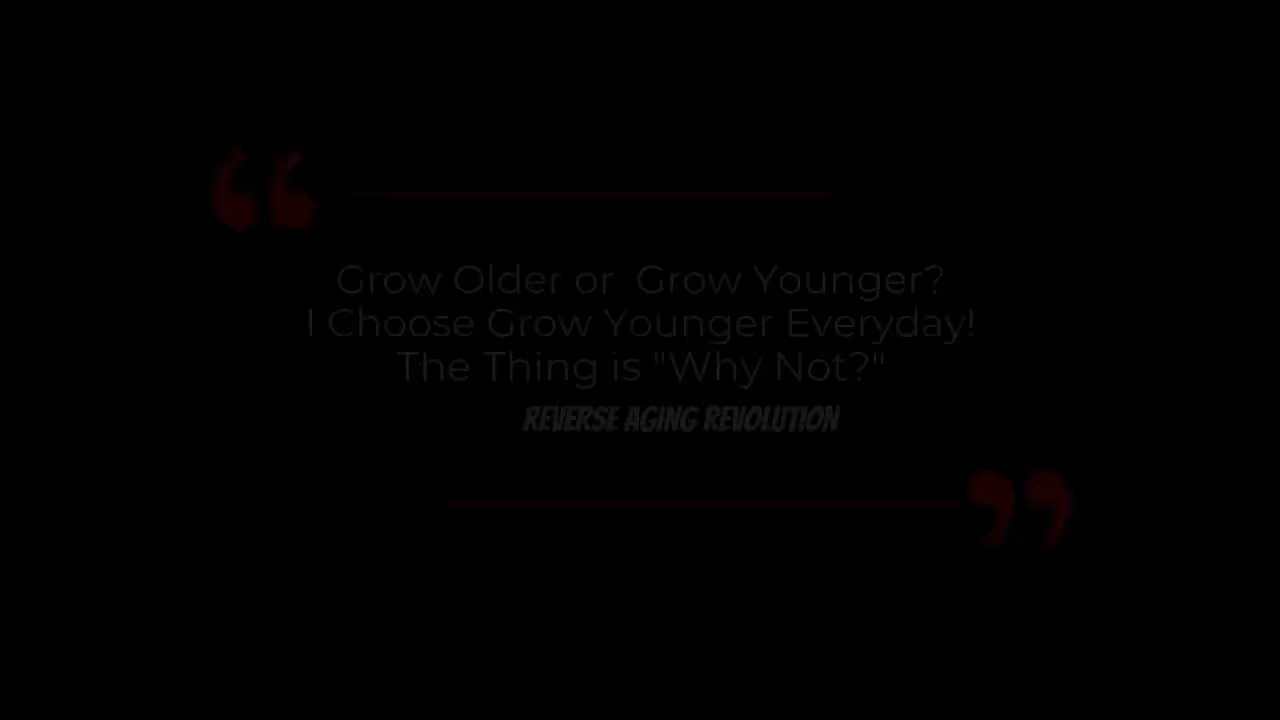 Grow Older or  Grow Younger?
I Choose Grow Younger Everyday!
The Thing is "Why Not?"
REVERSE AGING REVOLUTION